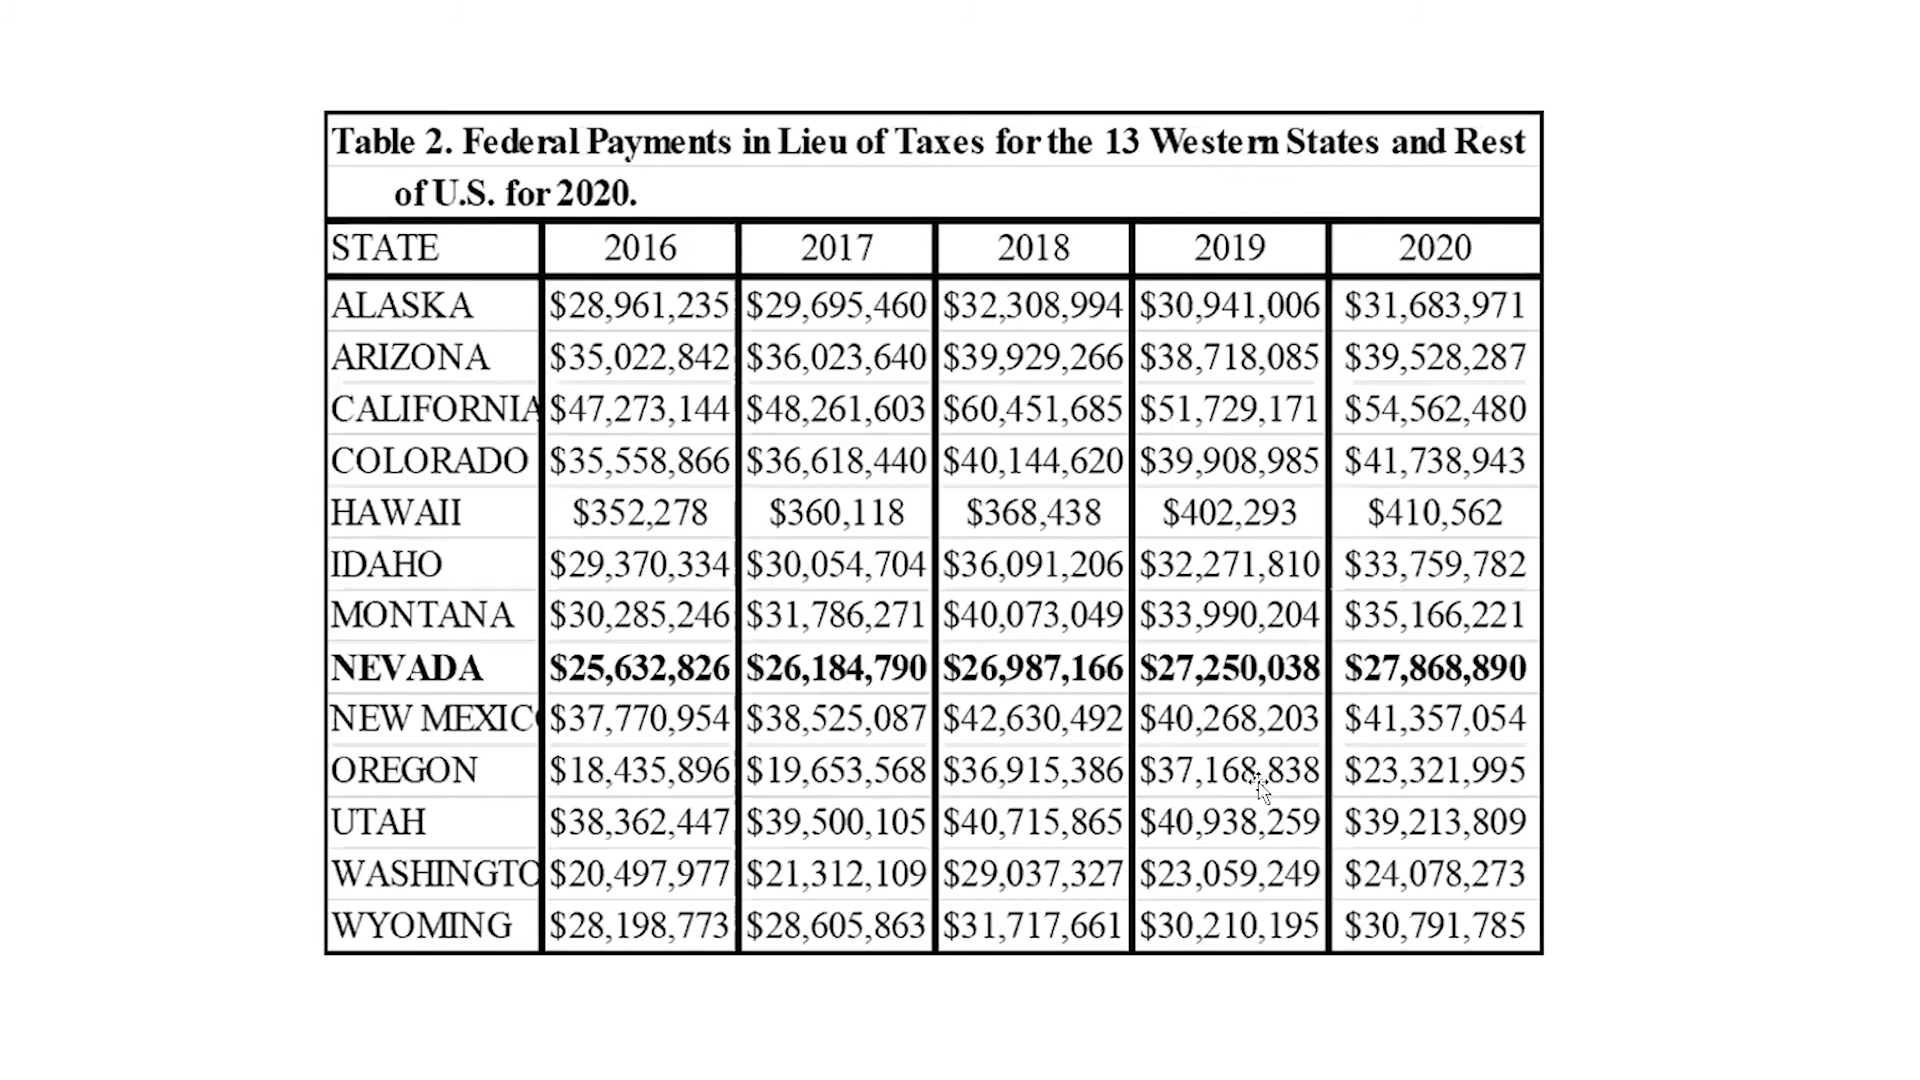 Table 2. Federal Payments in Lieu of Taxes for the 13 Western States and Rest
of U.S. for 2020.
STATE 2016 2017 2018 2019 2020
ALASKA $28,961,235 $29,695,460 $32,308,994 $30,941,006 $31,683,971
ARIZONA $35,022,842 $36,023,640 $39,929,266 $38,718,085 $39,528,287
CALIFORNIA $47,273,144 $48,261,603 $60,451,685 $51,729,171 $54,562,480
COLORADO $35,558,866 $36,618,440 $40,144,620 $39,908,985 $41,738,943
HAWAII $352,278 $360,118 $368,438 $402,293 $410,562
IDAHO $29,370,334 $30,054,704 $36,091,206 $32,271,810 $33,759,782
MONTANA $30,285,246 $31,786,271 $40,073,049 $33,990,204 $35,166,221
NEVADA $25,632,826 $26,184,790 $26,987,166 $27,250,038 $27,868,890
NEW MEXIC $37,770,954 $38,525,087 $42,630,492 $40,268,203 $41,357,054
OREGON $18,435,896 $19,653,568 $36,915,386 $37,168,838 $23,321,995
UTAH $38,362,447 $39,500,105 $40,715,865 $40,938,259 $39,213,809
WASHINGTO $20,497,977 $21,312,109 $29,037,327 $23,059,249 $24,078,273
WYOMING $28,198,773 $28,605,863 $31,717,661 $30,210,195 $30,791,785